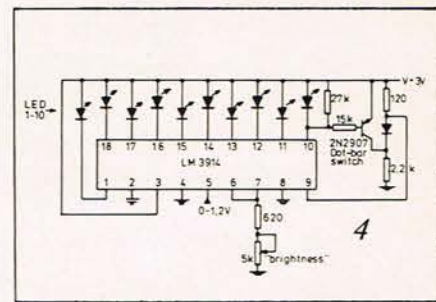 LED
1-10
V+3V
27k
120
15k
2N2907
Dot-bar
switch
2.2k
18 17 16 15 14 13 12 11 10
LM 3914
1 2 3 4 5 6 7 8 9
0-1,2V
620
5k "brightness"
4